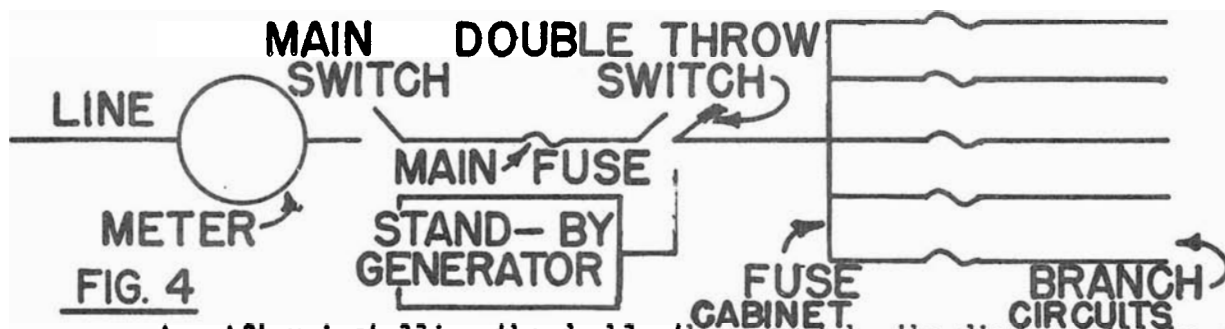 MAIN DOUBLE THROW
SWITCH SWITCH
LINE
MAIN FUSE
METER
STAND-BY
GENERATOR
FIG. 4
FUSE
CABINET
BRANCH
CIRCUITS